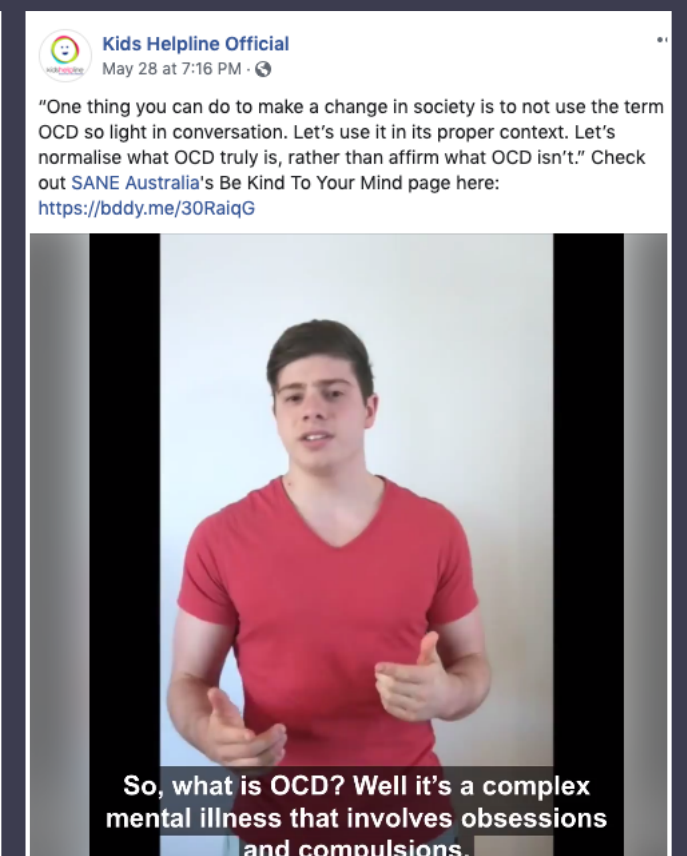 Kids Helpline Official
May 28 at 7:16 PM ·
“One thing you can do to make a change in society is to not use the term
OCD so light in conversation. Let’s use it in its proper context. Let’s
normalise what OCD truly is, rather than affirm what OCD isn’t.” Check
out SANE Australia's Be Kind To Your Mind page here:
https://bddy.me/30RaiqG
So, what is OCD? Well it’s a complex
mental illness that involves obsessions
and compulsions.